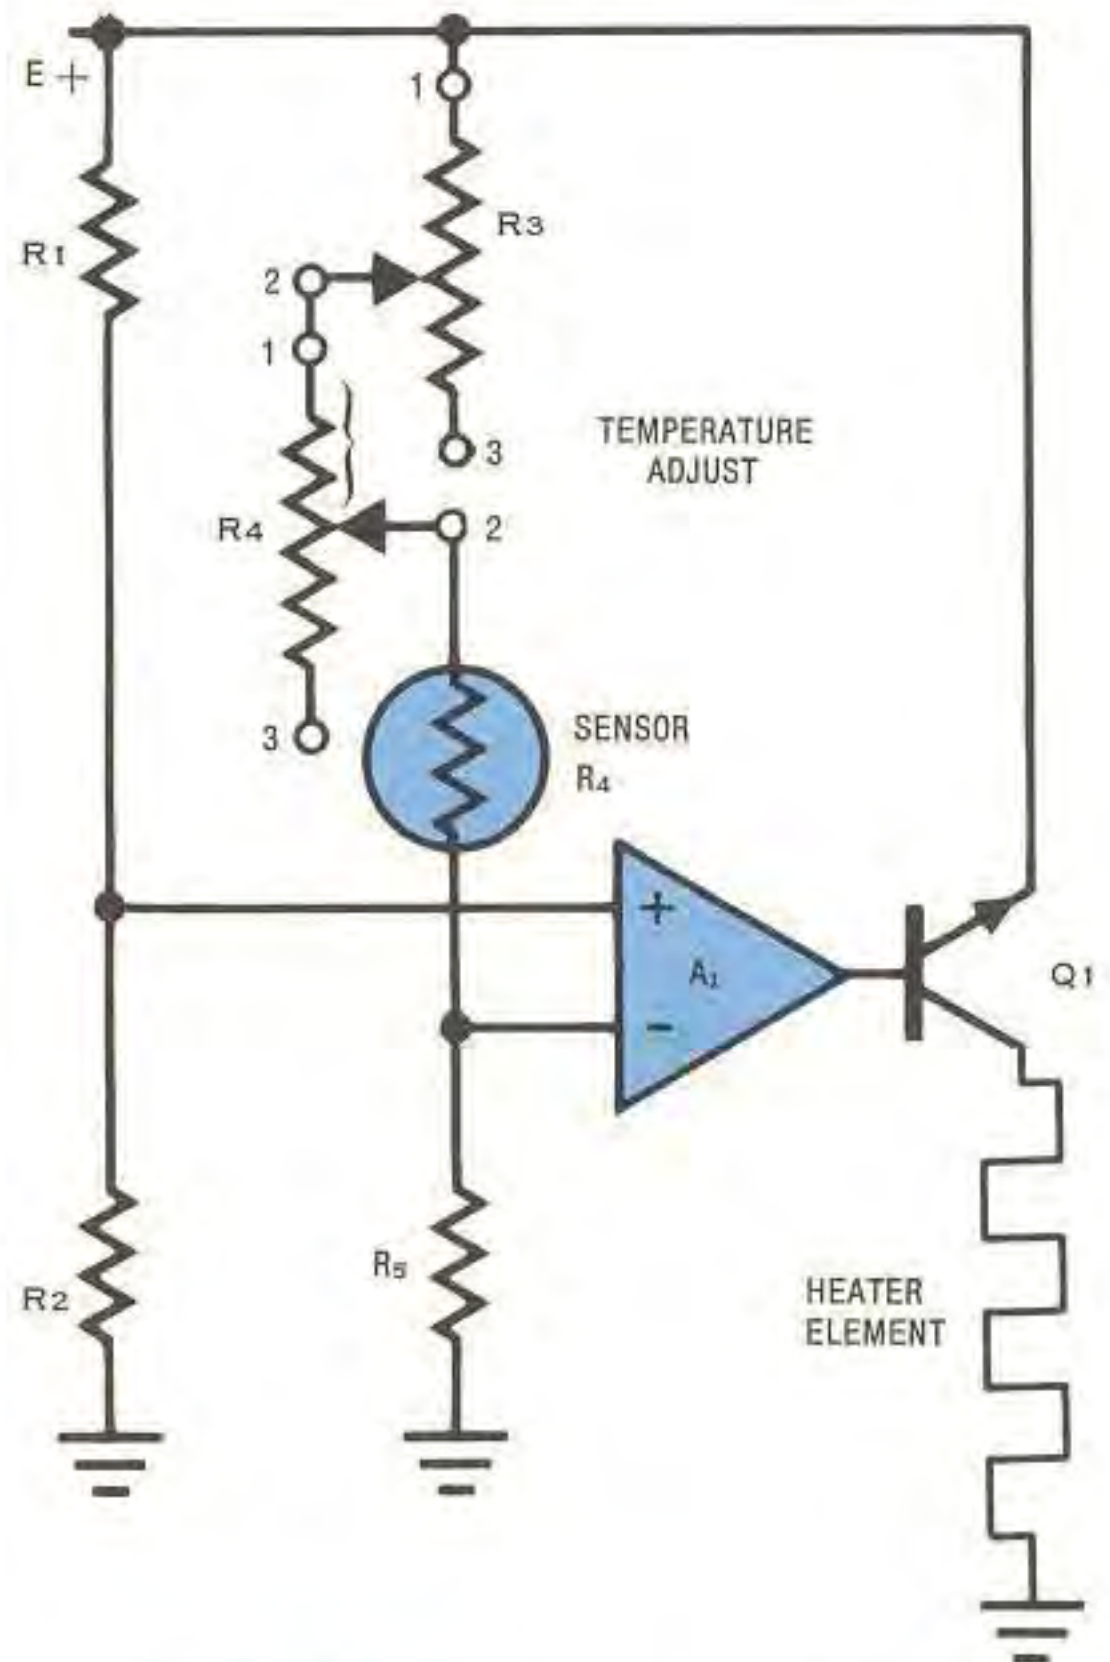 E +
1
R3
R1
2
1
3
TEMPERATURE
ADJUST
R4
2
3
SENSOR
R4
+
A1
−
Q1
R5
R2
HEATER
ELEMENT